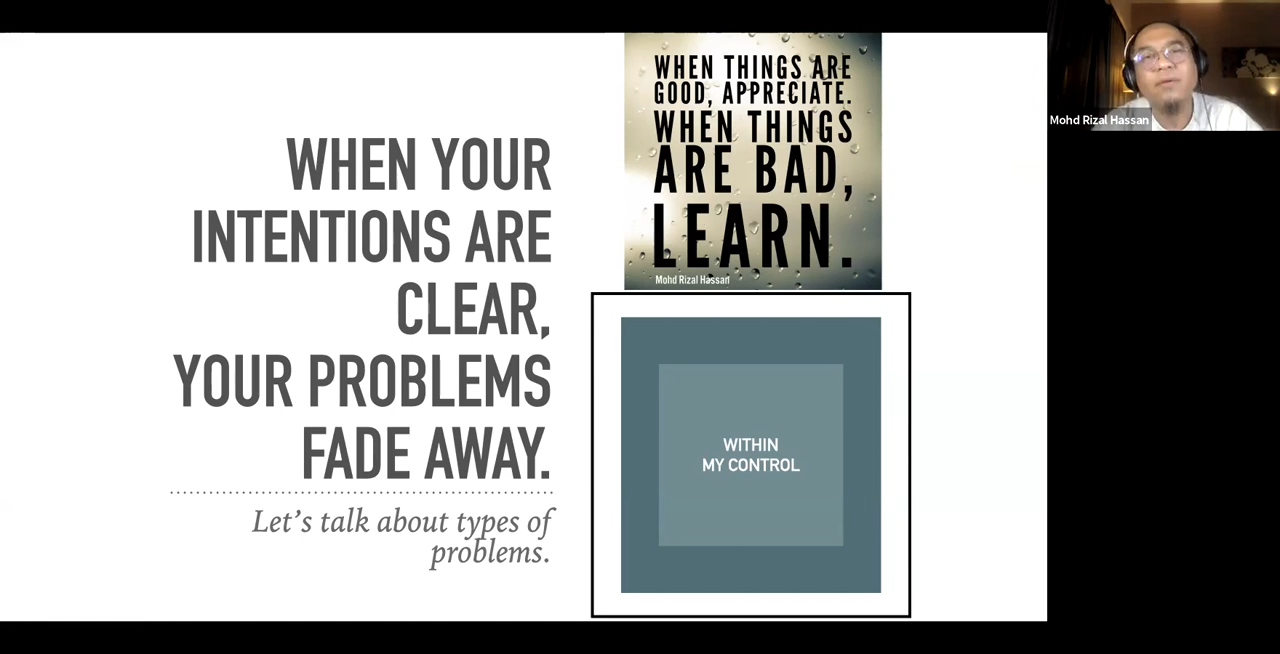 WHEN YOUR
INTENTIONS ARE
CLEAR,
YOUR PROBLEMS
FADE AWAY.
Let’s talk about types of
problems.
WHEN THINGS ARE
GOOD, APPRECIATE.
WHEN THINGS
ARE BAD,
LEARN.
Mohd Rizal Hassan
WITHIN
MY CONTROL
Mohd Rizal Hassan